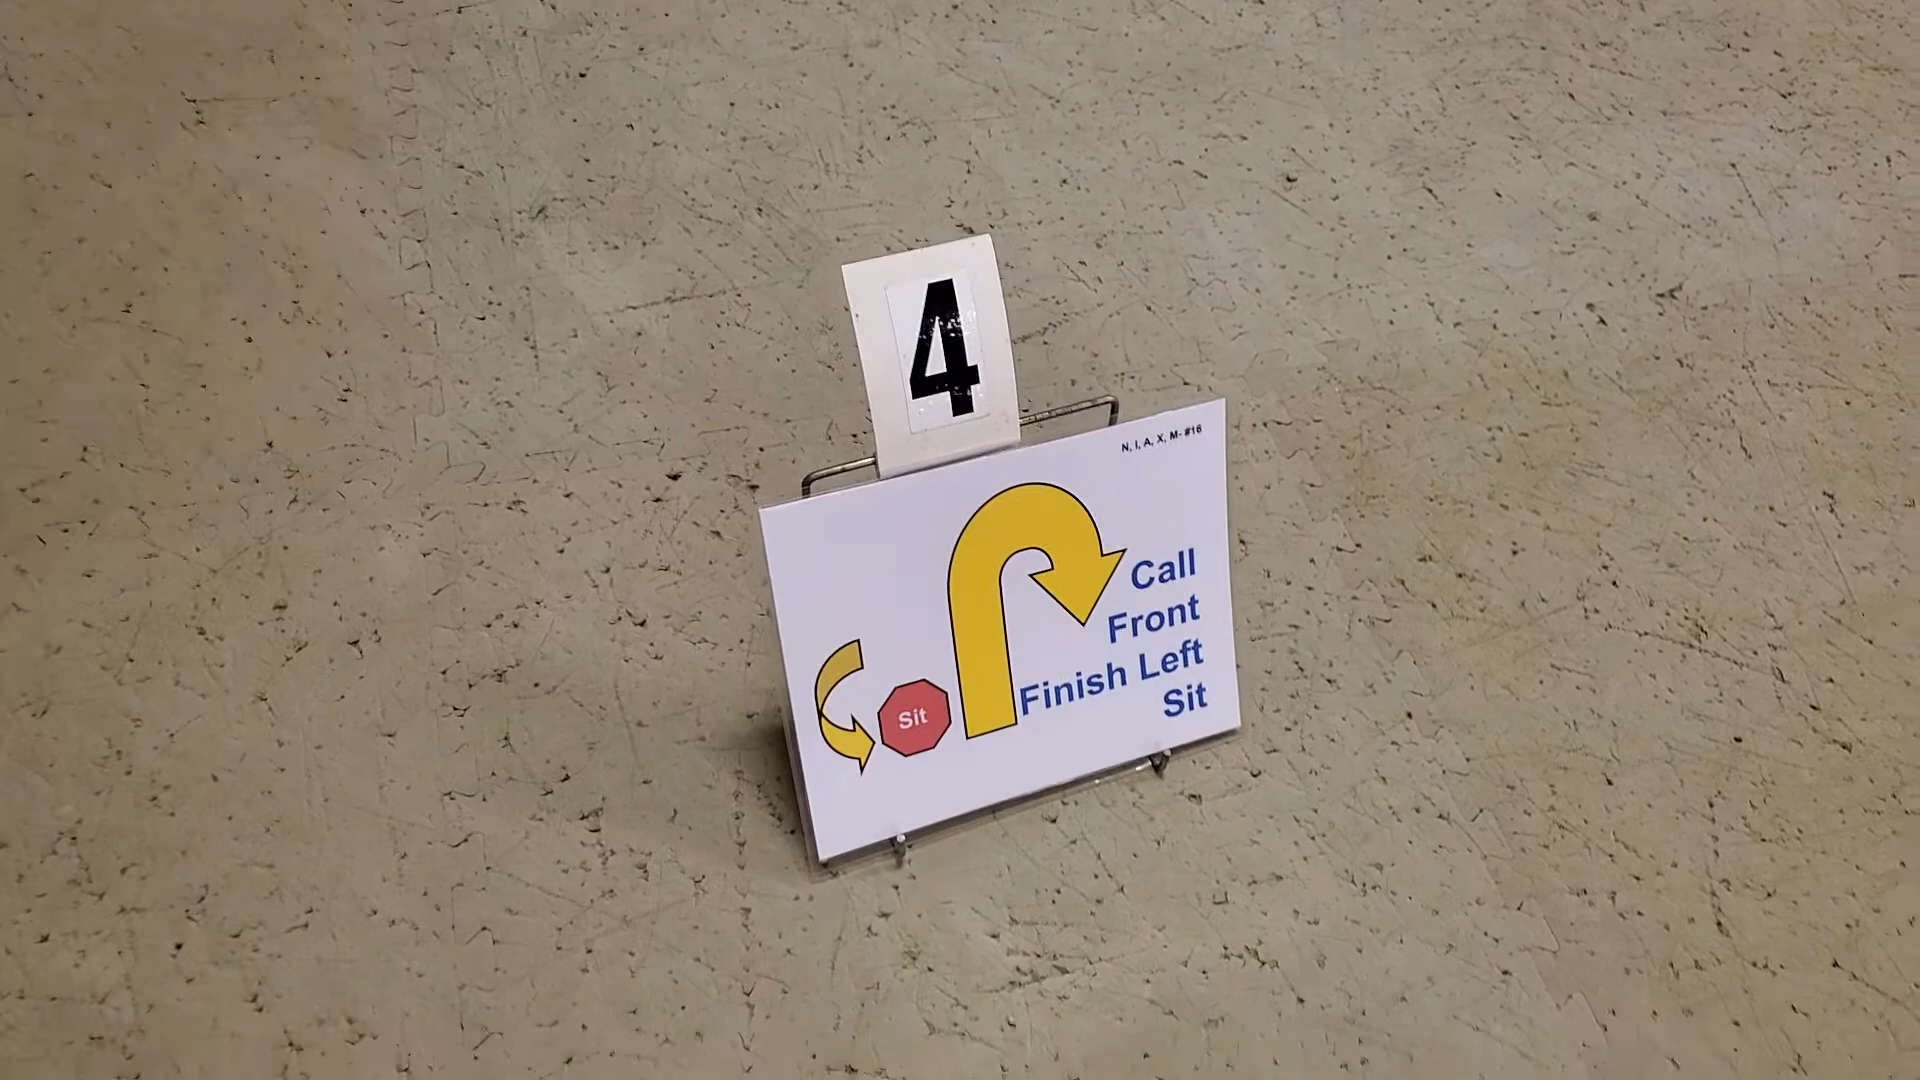 4
N, I, A, X, M- #16
Call
Front
Finish Left
Sit
Sit